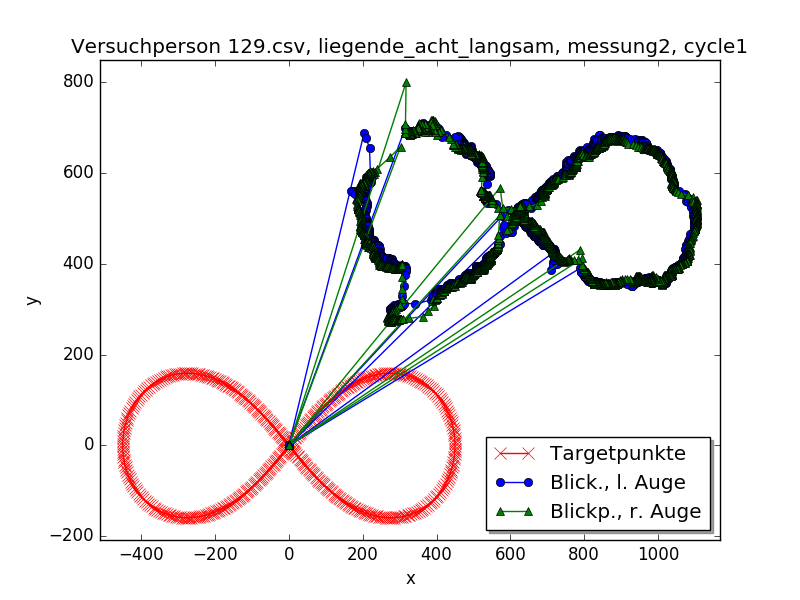 Versuchperson 129.csv, liegende_acht_langsam, messung2, cycle1
800
600
400
200
0
−200
y
−400
−200
0
200
400
600
800
1000
x
Targetpunkte
Blick., l. Auge
Blickp., r. Auge